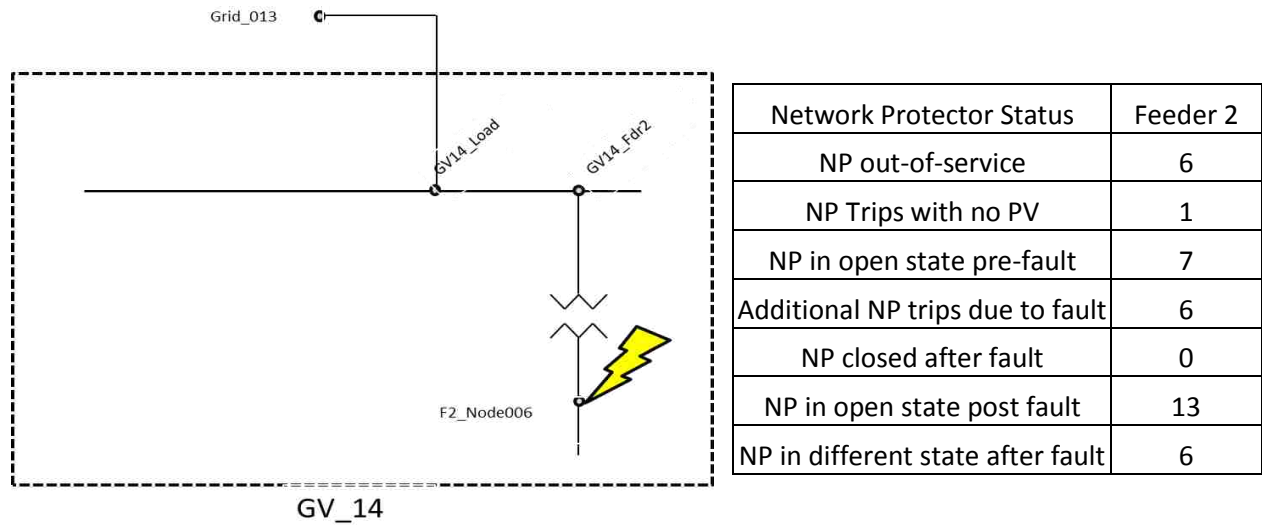 Grid_013
GV14_Load
GV14_Fdr2
F2_Node006
GV_14
Network Protector Status Feeder 2
NP out-of-service 6
NP Trips with no PV 1
NP in open state pre-fault 7
Additional NP trips due to fault 6
NP closed after fault 0
NP in open state post fault 13
NP in different state after fault 6